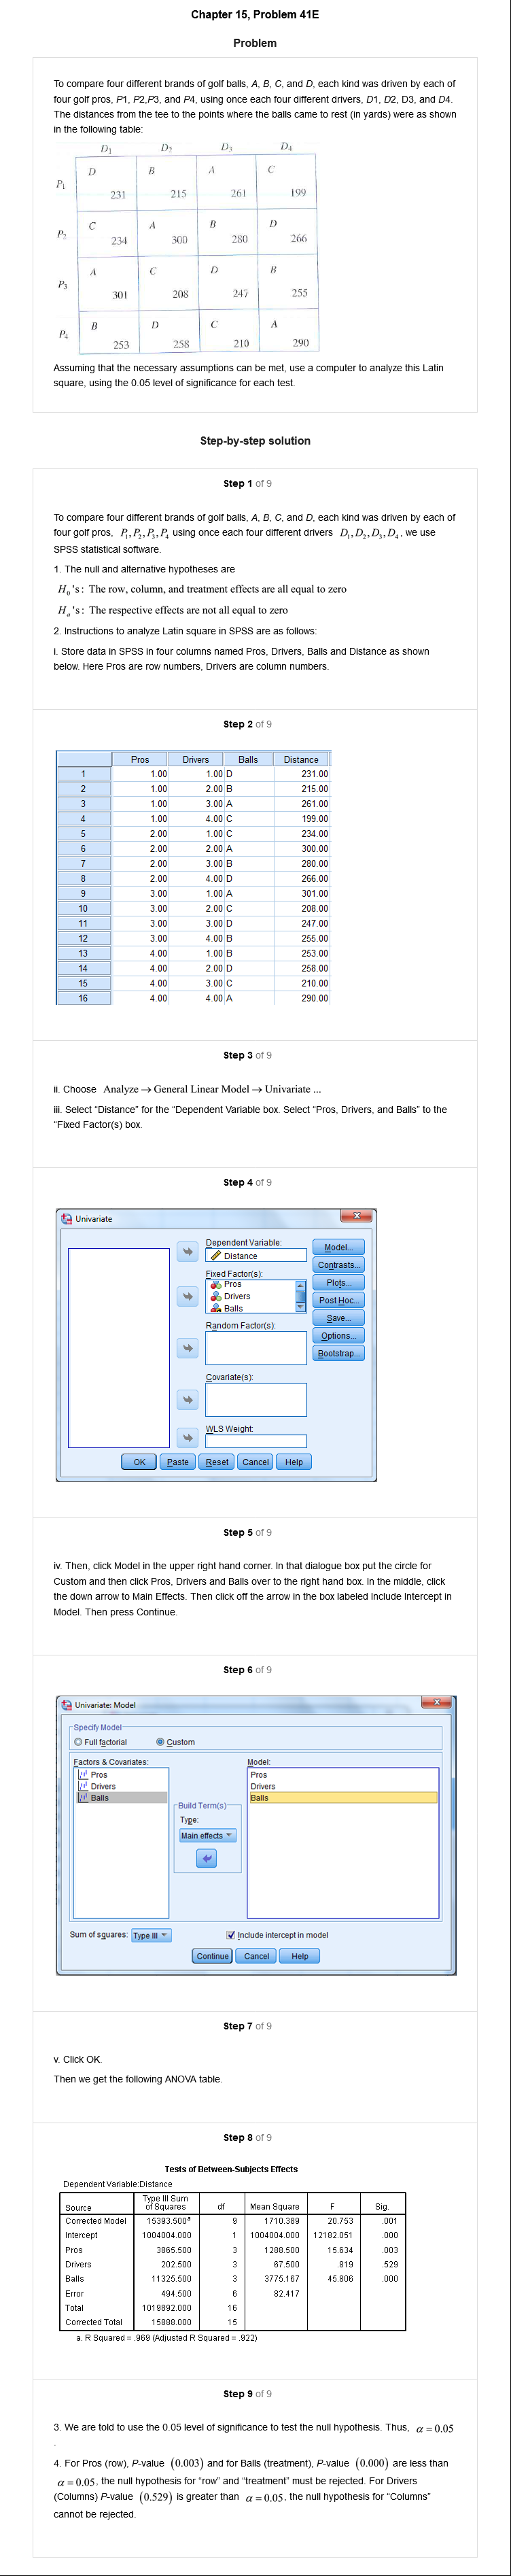 Chapter 15, Problem 41E
Problem
To compare four different brands of golf balls, A, B, C, and D, each kind was driven by each of
four golf pros, P1, P2,P3, and P4, using once each four different drivers, D1, D2, D3, and D4.
The distances from the tee to the points where the balls came to rest (in yards) were as shown
in the following table:
D₁ D₂ D₃ D₄
D B A C
P₁
231 215 261 199
C A B D
P₂
234 300 280 266
A C D B
P₃
301 208 247 255
B D C A
P₄
253 258 210 290
Assuming that the necessary assumptions can be met, use a computer to analyze this Latin
square, using the 0.05 level of significance for each test.
Step-by-step solution
Step 1 of 9
To compare four different brands of golf balls, A, B, C, and D, each kind was driven by each of
four golf pros, P₁, P₂, P₃, P₄ using once each four different drivers D₁, D₂, D₃, D₄, we use
SPSS statistical software.
1. The null and alternative hypotheses are
H₀'s: The row, column, and treatment effects are all equal to zero
Hₐ's: The respective effects are not all equal to zero
2. Instructions to analyze Latin square in SPSS are as follows:
i. Store data in SPSS in four columns named Pros, Drivers, Balls and Distance as shown
below. Here Pros are row numbers, Drivers are column numbers.
Step 2 of 9
Pros Drivers Balls Distance
1 1.00 1.00 D 231.00
2 1.00 2.00 B 215.00
3 1.00 3.00 A 261.00
4 1.00 4.00 C 199.00
5 2.00 1.00 C 234.00
6 2.00 2.00 A 300.00
7 2.00 3.00 B 280.00
8 2.00 4.00 D 266.00
9 3.00 1.00 A 301.00
10 3.00 2.00 C 208.00
11 3.00 3.00 D 247.00
12 3.00 4.00 B 255.00
13 4.00 1.00 B 253.00
14 4.00 2.00 D 258.00
15 4.00 3.00 C 210.00
16 4.00 4.00 A 290.00
Step 3 of 9
ii. Choose Analyze → General Linear Model → Univariate ...
iii. Select "Distance" for the "Dependent Variable box. Select "Pros, Drivers, and Balls" to the
"Fixed Factor(s) box.
Step 4 of 9
Univariate
Dependent Variable:
Distance
Fixed Factor(s):
Pros
Drivers
Balls
Random Factor(s):
Covariate(s):
WLS Weight:
Model...
Contrasts...
Plots...
Post Hoc...
Save...
Options...
Bootstrap...
OK Paste Reset Cancel Help
Step 5 of 9
iv. Then, click Model in the upper right hand corner. In that dialogue box put the circle for
Custom and then click Pros, Drivers and Balls over to the right hand box. In the middle, click
the down arrow to Main Effects. Then click off the arrow in the box labeled Include Intercept in
Model. Then press Continue.
Step 6 of 9
Univariate: Model
Specify Model
Full factorial Custom
Factors & Covariates:
Pros
Drivers
Balls
Build Term(s)
Type:
Main effects
Model:
Pros
Drivers
Balls
Sum of squares: Type III Include intercept in model
Continue Cancel Help
Step 7 of 9
v. Click OK.
Then we get the following ANOVA table.
Step 8 of 9
Tests of Between-Subjects Effects
Dependent Variable:Distance
Source Type III Sum of Squares df Mean Square F Sig.
Corrected Model 15393.500ᵃ 9 1710.389 20.753 .001
Intercept 1004004.000 1 1004004.000 12182.051 .000
Pros 3865.500 3 1288.500 15.634 .003
Drivers 202.500 3 67.500 .819 .529
Balls 11325.500 3 3775.167 45.806 .000
Error 494.500 6 82.417
Total 1019892.000 16
Corrected Total 15888.000 15
a. R Squared = .969 (Adjusted R Squared = .922)
Step 9 of 9
3. We are told to use the 0.05 level of significance to test the null hypothesis. Thus, α = 0.05
.
4. For Pros (row), P-value (0.003) and for Balls (treatment), P-value (0.000) are less than
α = 0.05, the null hypothesis for "row" and "treatment" must be rejected. For Drivers
(Columns) P-value (0.529) is greater than α = 0.05, the null hypothesis for "Columns"
cannot be rejected.